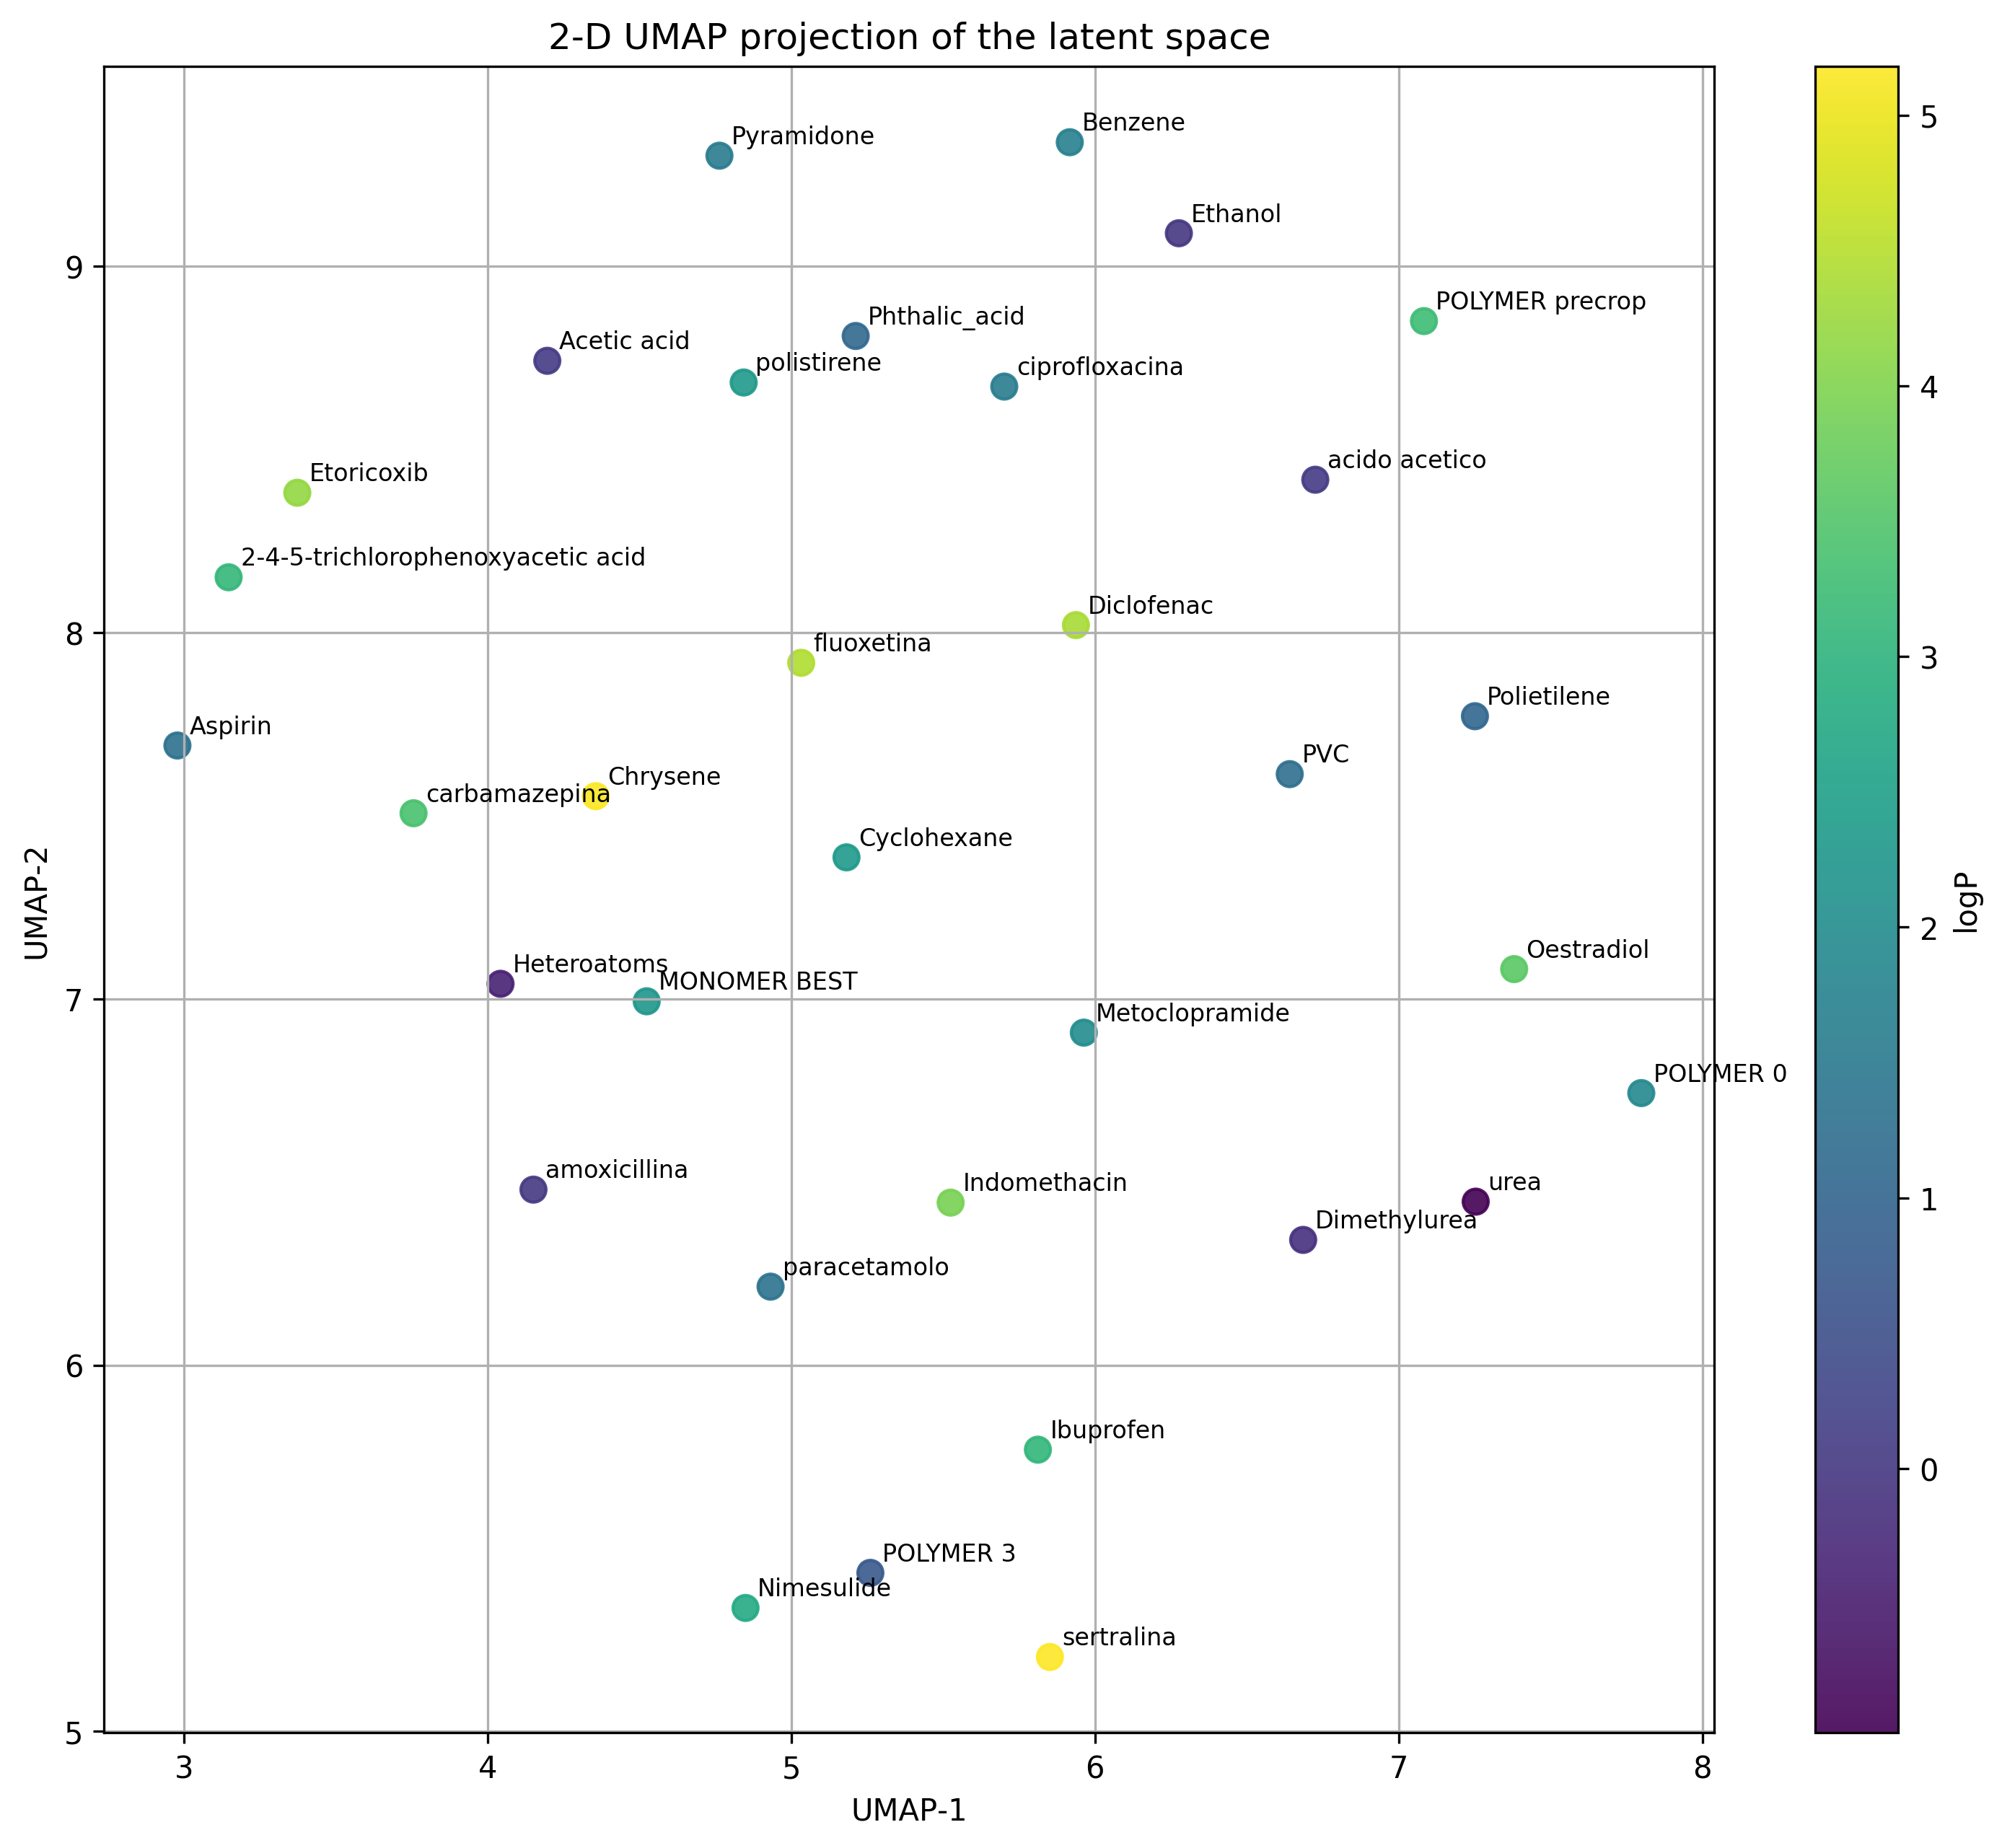 2-D UMAP projection of the latent space
Pyramidone
Benzene
Ethanol
POLYMER precrop
Phthalic_acid
Acetic acid
polistirene
ciprofloxacina
acido acetico
Etoricoxib
2-4-5-trichlorophenoxyacetic acid
Diclofenac
fluoxetina
Polietilene
Aspirin
PVC
Chrysene
carbamazepina
Cyclohexane
Oestradiol
Heteroatoms
MONOMER BEST
Metoclopramide
POLYMER 0
amoxicillina
Indomethacin
urea
Dimethylurea
paracetamolo
Ibuprofen
POLYMER 3
Nimesulide
sertralina
9
8
7
6
5
UMAP-2
3 4 5 6 7 8
UMAP-1
5
4
3
2
1
0
logP